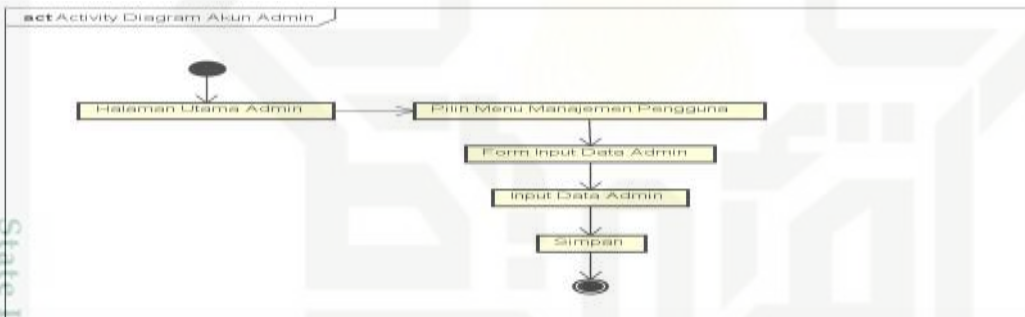 act Activity Diagram Akun Admin
Halaman Utama Admin
Pilih Menu Manajemen Pengguna
Form Input Data Admin
Input Data Admin
Simpan
State